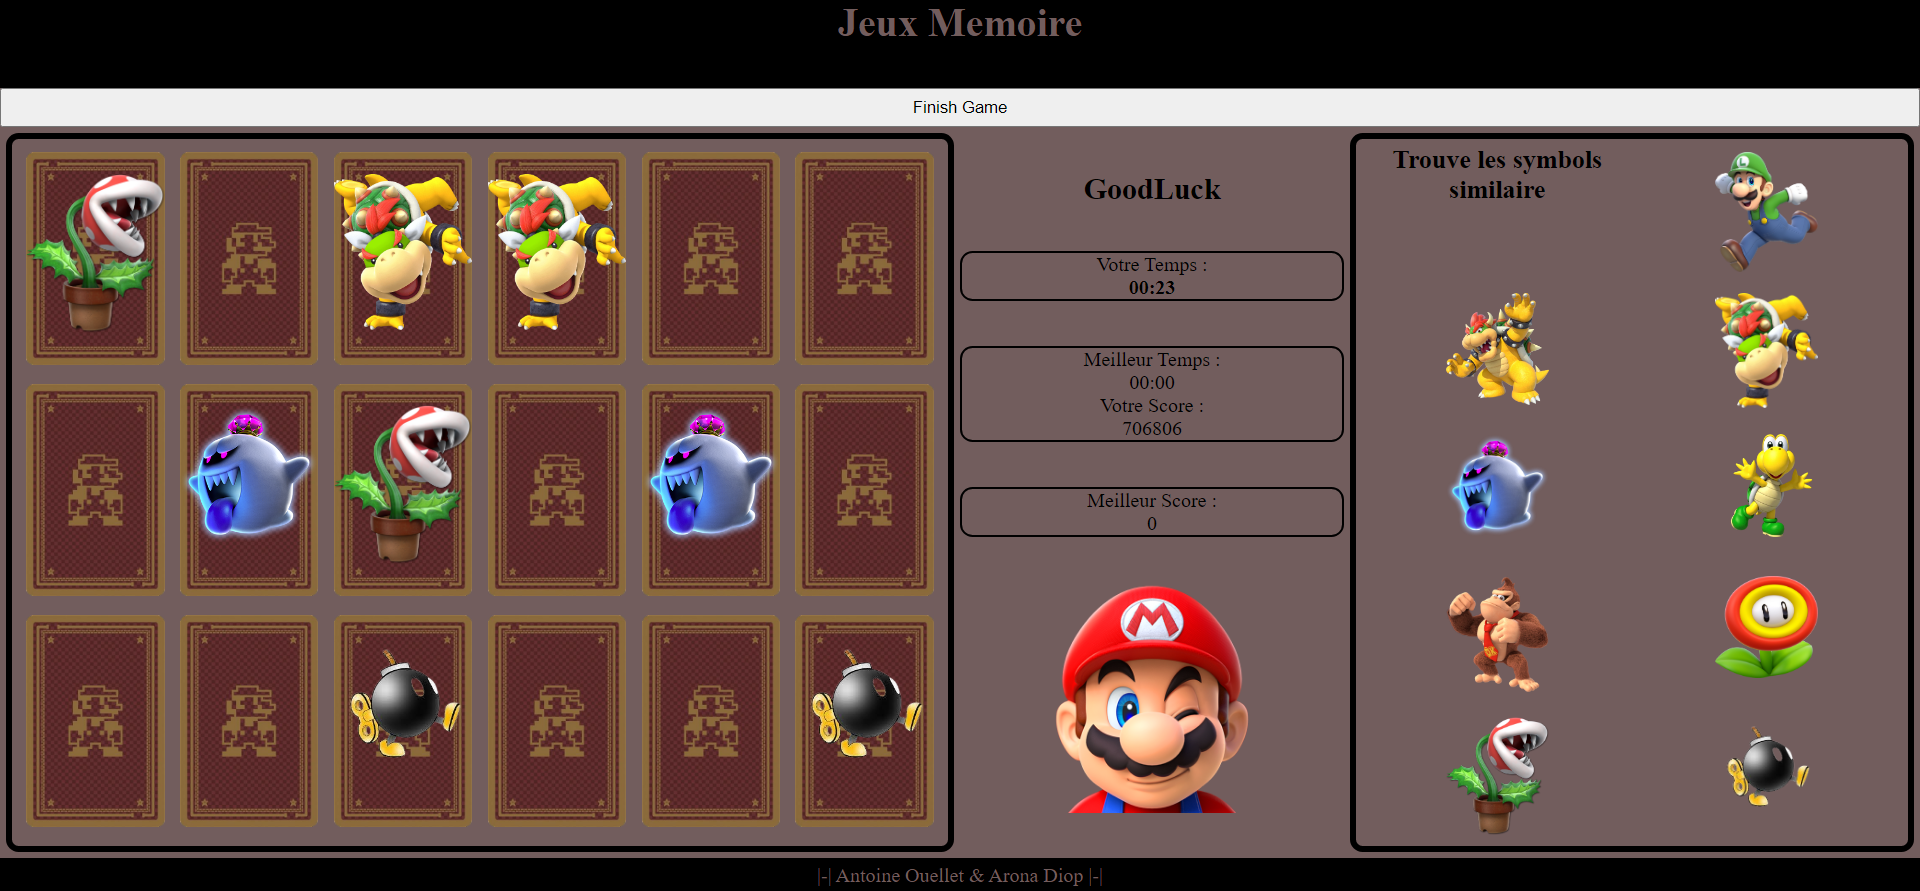 Jeux Memoire
Finish Game
GoodLuck
Votre Temps :
00:23
Meilleur Temps :
00:00
Votre Score :
706806
Meilleur Score :
0
Trouve les symbols
similaire
L
M
|-| Antoine Ouellet & Arona Diop |-|